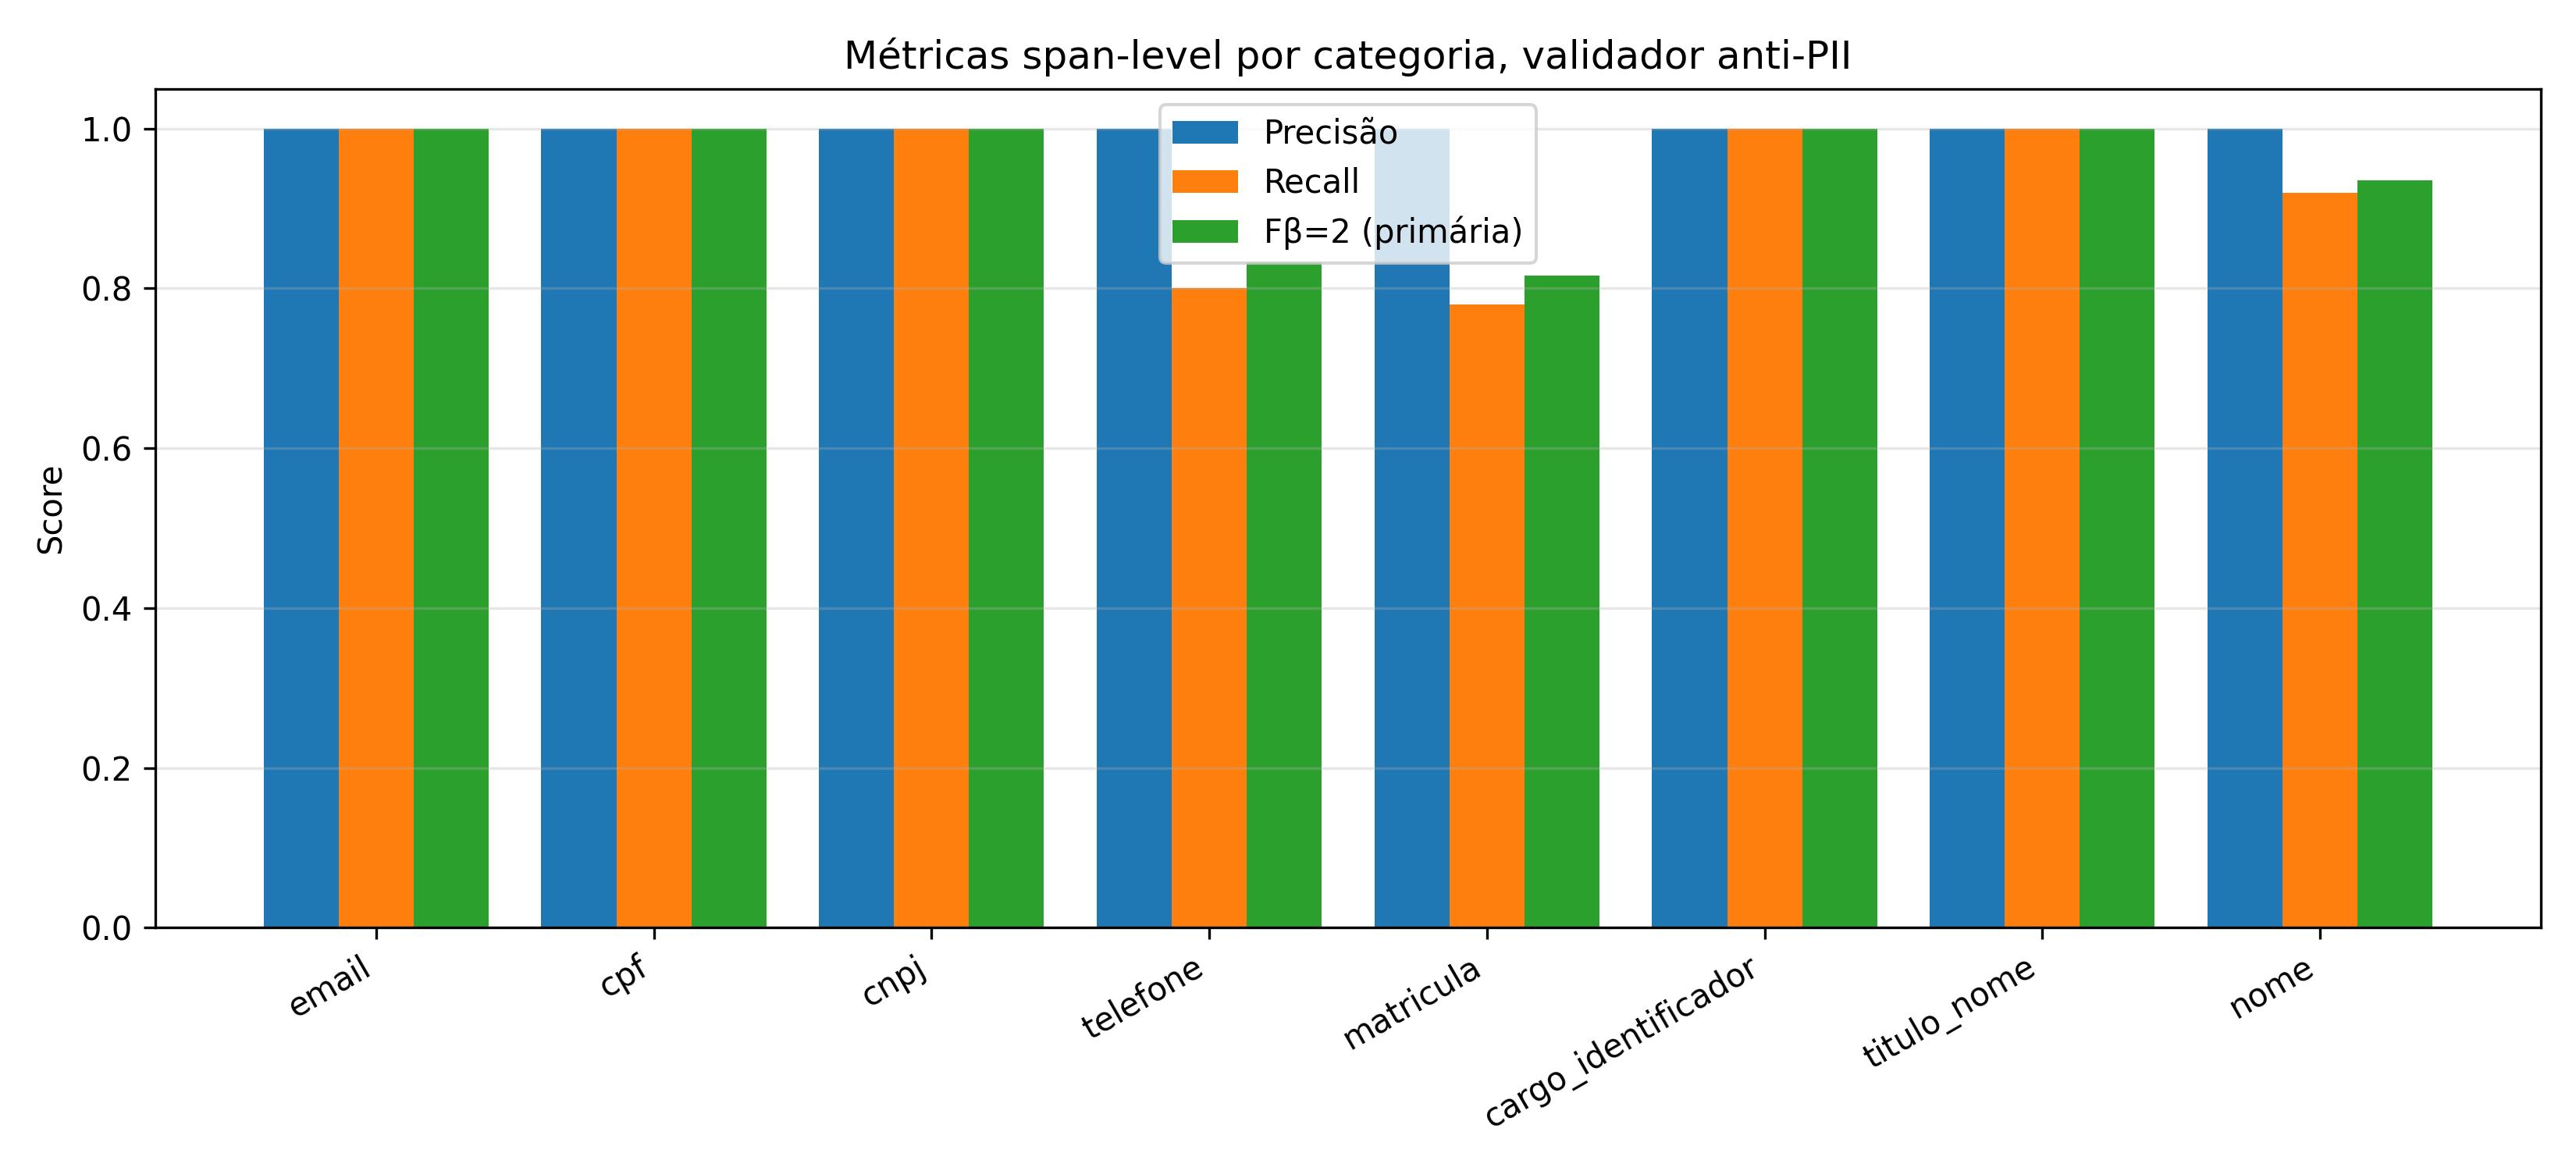 Métricas span-level por categoria, validador anti-PII
Precisão
Recall
Fβ=2 (primária)
Score
1.0
0.8
0.6
0.4
0.2
0.0
email
cpf
cnpj
telefone
matricula
cargo_identificador
titulo_nome
nome